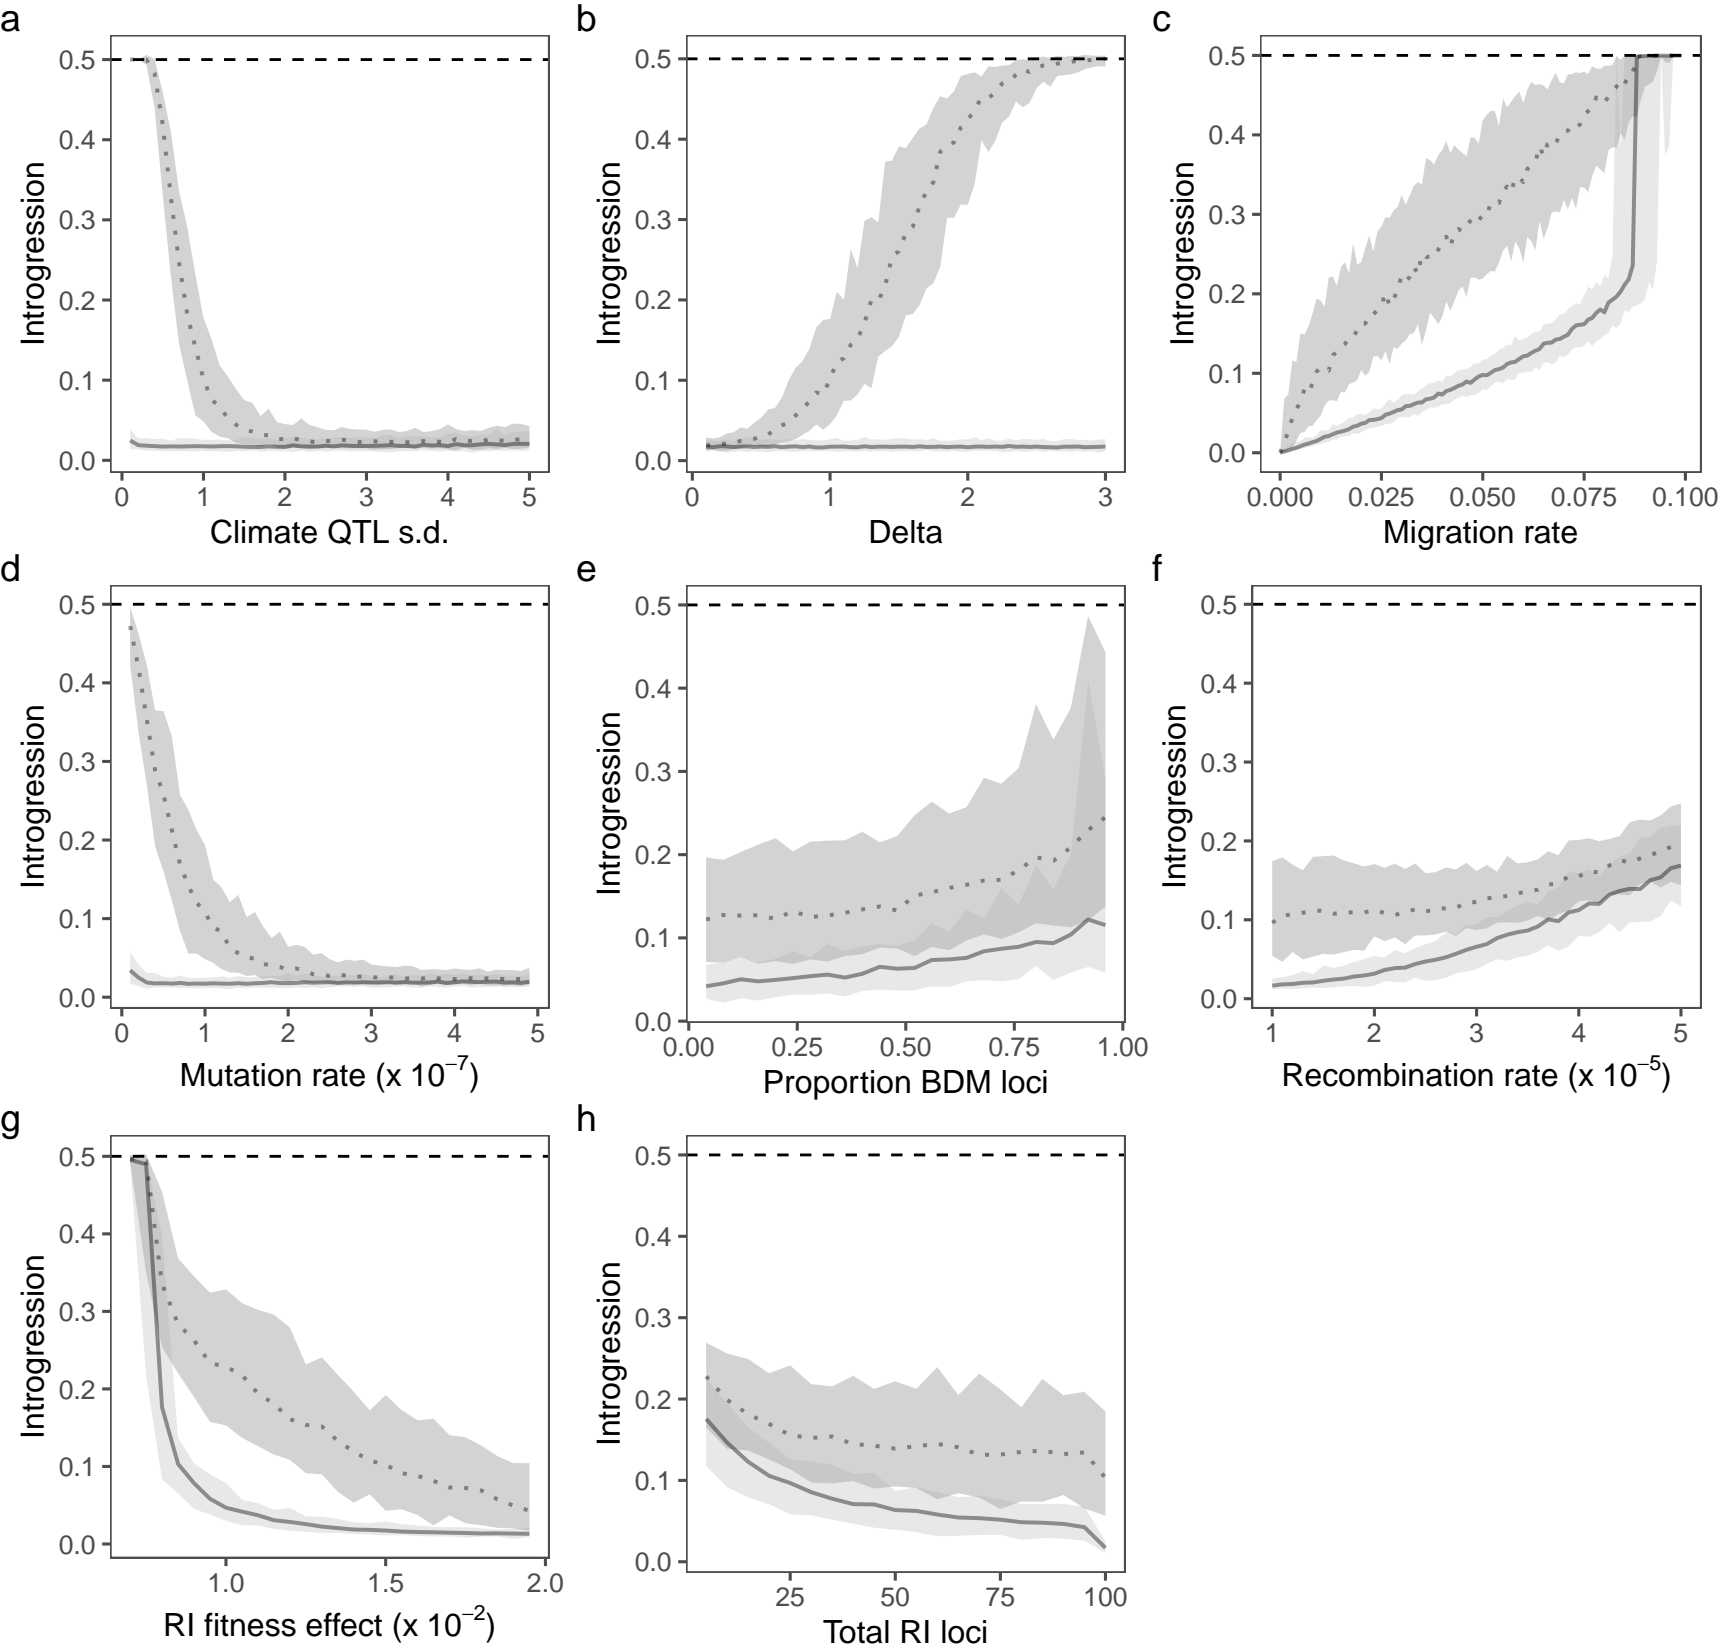 a
0.5
0.4
0.3
0.2
0.1
0.0
Introgression
0 1 2 3 4 5
Climate QTL s.d.
b
0.5
0.4
0.3
0.2
0.1
0.0
Introgression
0 1 2 3
Delta
c
0.5
0.4
0.3
0.2
0.1
0.0
Introgression
0.000 0.025 0.050 0.075 0.100
Migration rate
d
0.5
0.4
0.3
0.2
0.1
0.0
Introgression
0 1 2 3 4 5
Mutation rate (x 10⁻⁷)
e
0.5
0.4
0.3
0.2
0.1
0.0
Introgression
0.00 0.25 0.50 0.75 1.00
Proportion BDM loci
f
0.5
0.4
0.3
0.2
0.1
0.0
Introgression
1 2 3 4 5
Recombination rate (x 10⁻⁵)
g
0.5
0.4
0.3
0.2
0.1
0.0
Introgression
1.0 1.5 2.0
RI fitness effect (x 10⁻²)
h
0.5
0.4
0.3
0.2
0.1
0.0
Introgression
25 50 75 100
Total RI loci